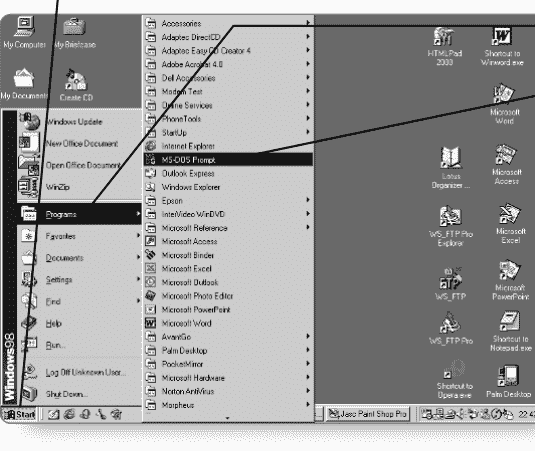 My Computer
My Briefcase
My Documents
Create CD
Windows Update
New Office Document
Open Office Document
WinZip
Programs
Favorites
Documents
Settings
Find
Help
Run...
Log Off Unknown User...
Shut Down...
Windows98
Start
Accessories
Adaptec DirectCD
Adaptec Easy CD Creator 4
Adobe Acrobat 4.0
Dell Accessories
Modem Test
Online Services
PhoneTools
StartUp
Internet Explorer
MS-DOS Prompt
Outlook Express
Windows Explorer
Epson
InterVideo WinDVD
Microsoft Reference
Microsoft Access
Microsoft Binder
Microsoft Excel
Microsoft Outlook
Microsoft Photo Editor
Microsoft PowerPoint
Microsoft Word
AvantGo
Palm Desktop
PocketMirror
Microsoft Hardware
Norton AntiVirus
Morpheus
HTMLPad
2000
Shortcut to
Winword.exe
Microsoft
Word
Lotus
Organizer ...
Microsoft
Access
WS_FTP Pro
Explorer
Microsoft
Excel
WS_FTP
Microsoft
PowerPoint
WS_FTP Pro
Shortcut to
Notepad.exe
Shortcut to
Opera.exe
Palm Desktop
Jasc Paint Shop Pro